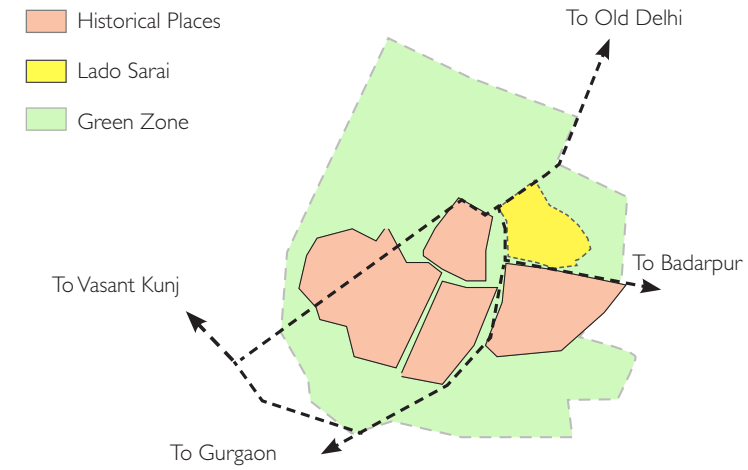 Historical Places
Lado Sarai
Green Zone
To Old Delhi
To Badarpur
To Vasant Kunj
To Gurgaon